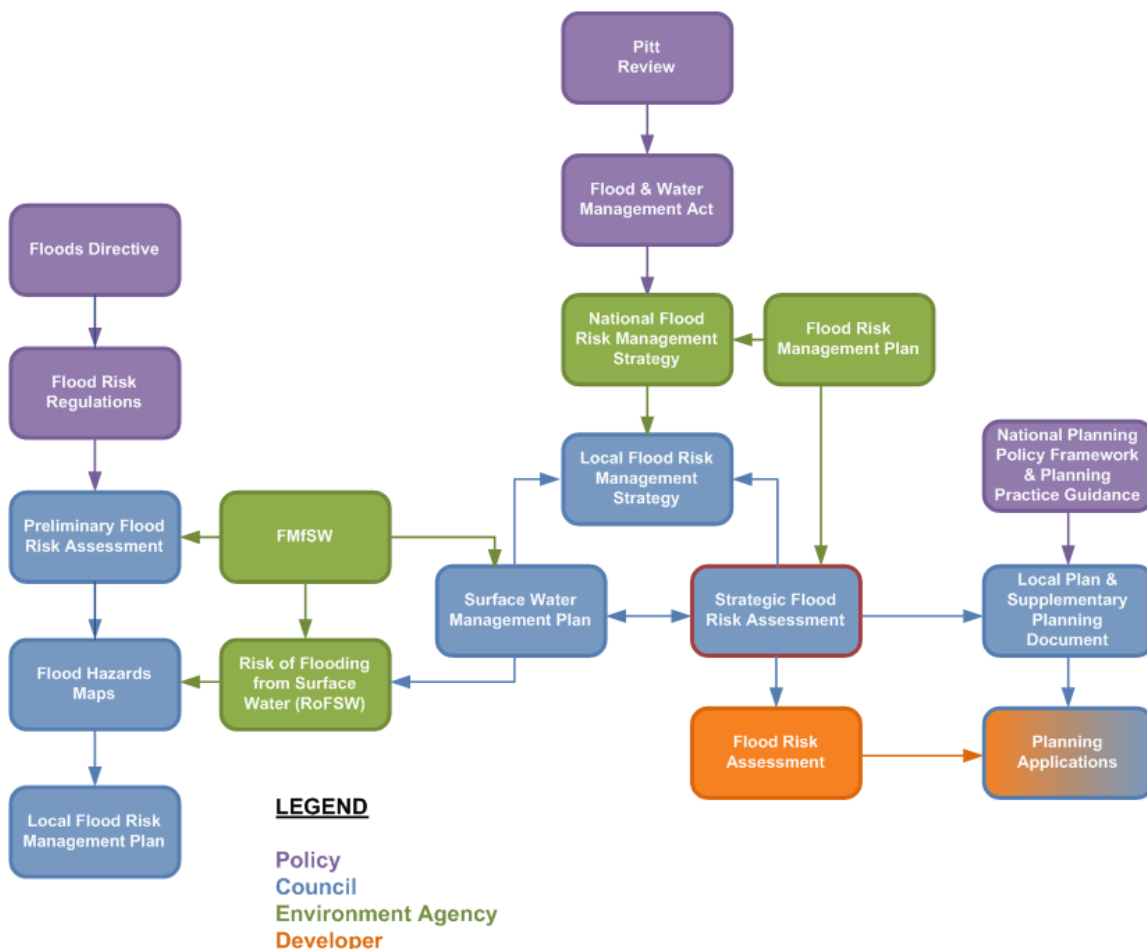 Pitt
Review
Flood & Water
Management Act
Floods Directive
National Flood
Risk Management
Strategy
Flood Risk
Management Plan
Flood Risk
Regulations
Local Flood Risk
Management
Strategy
National Planning
Policy Framework
& Planning
Practice Guidance
Preliminary Flood
Risk Assessment
FMfSW
Surface Water
Management Plan
Strategic Flood
Risk Assessment
Local Plan &
Supplementary
Planning
Document
Flood Hazards
Maps
Risk of Flooding
from Surface
Water (RoFSW)
Flood Risk
Assessment
Planning
Applications
Local Flood Risk
Management Plan
LEGEND
Policy
Council
Environment Agency
Developer